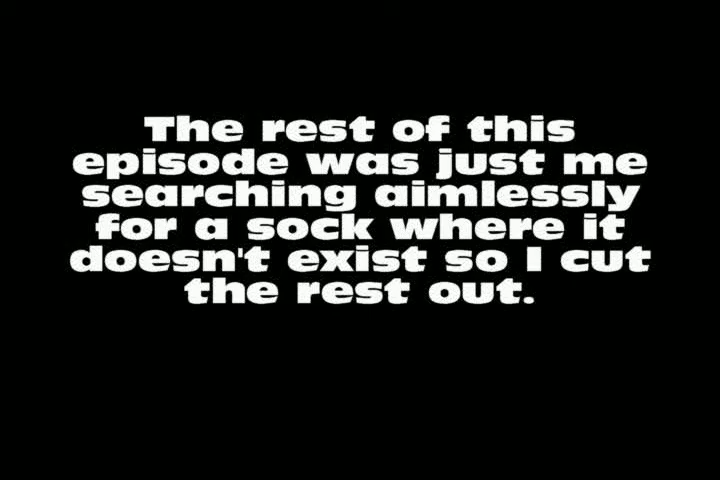 The rest of this
episode was just me
searching aimlessly
for a sock where it
doesn't exist so I cut
the rest out.